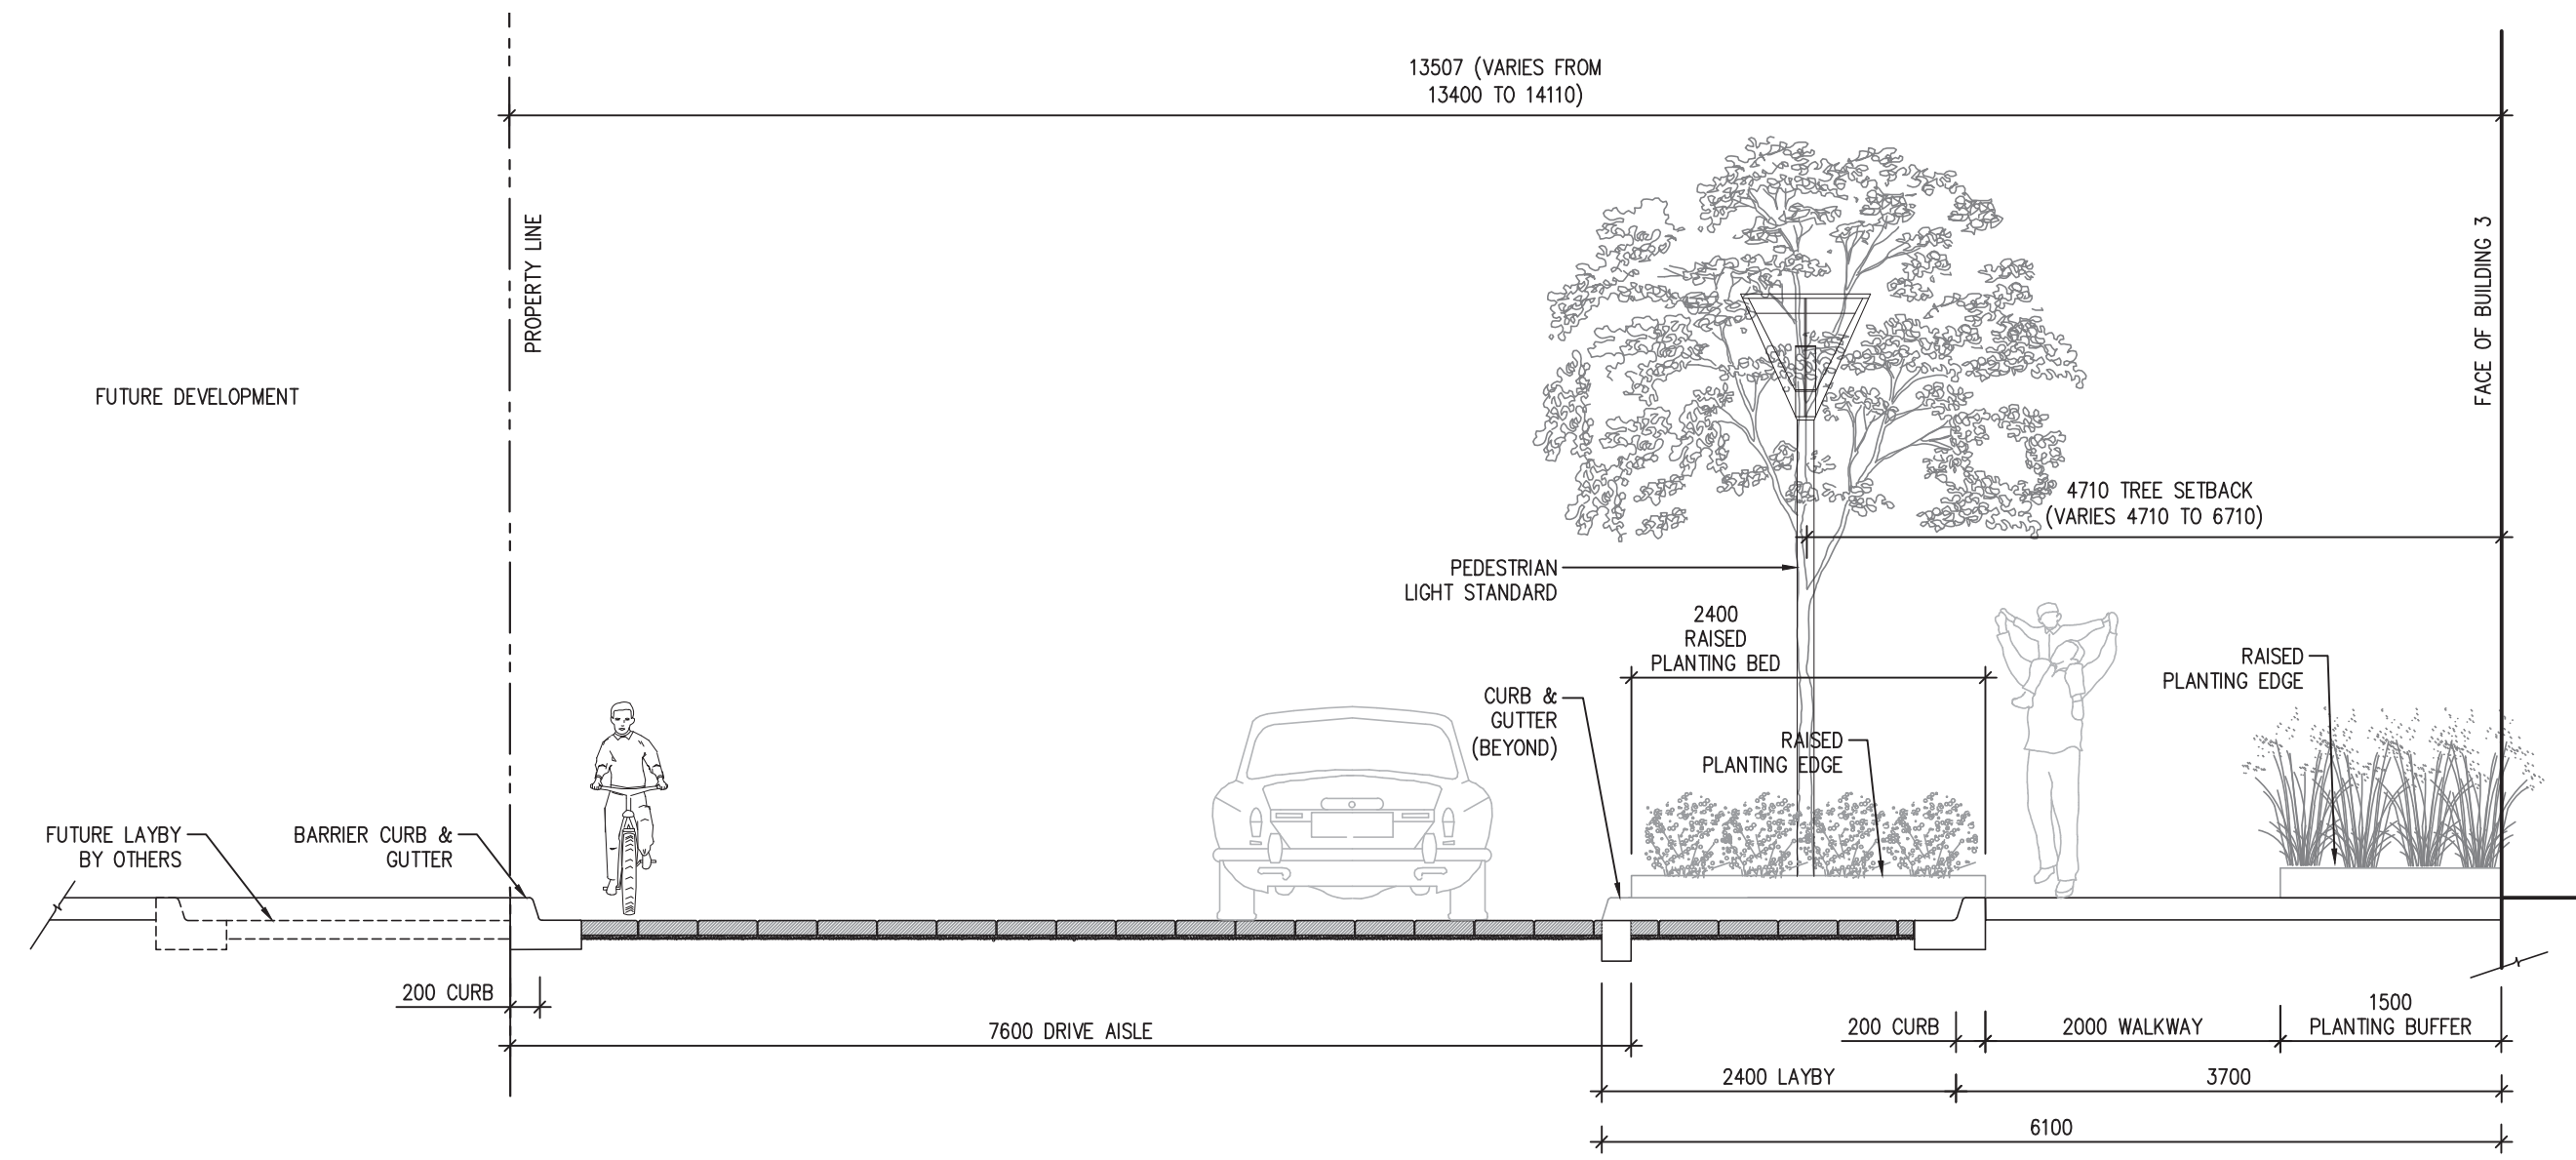 13507 (VARIES FROM
13400 TO 14110)
PROPERTY LINE
FACE OF BUILDING 3
FUTURE DEVELOPMENT
4710 TREE SETBACK
(VARIES 4710 TO 6710)
PEDESTRIAN
LIGHT STANDARD
2400
RAISED
PLANTING BED
RAISED
PLANTING EDGE
CURB &
GUTTER
(BEYOND)
RAISED
PLANTING EDGE
FUTURE LAYBY
BY OTHERS
BARRIER CURB &
GUTTER
200 CURB
7600 DRIVE AISLE
200 CURB
2000 WALKWAY
1500
PLANTING BUFFER
2400 LAYBY
3700
6100